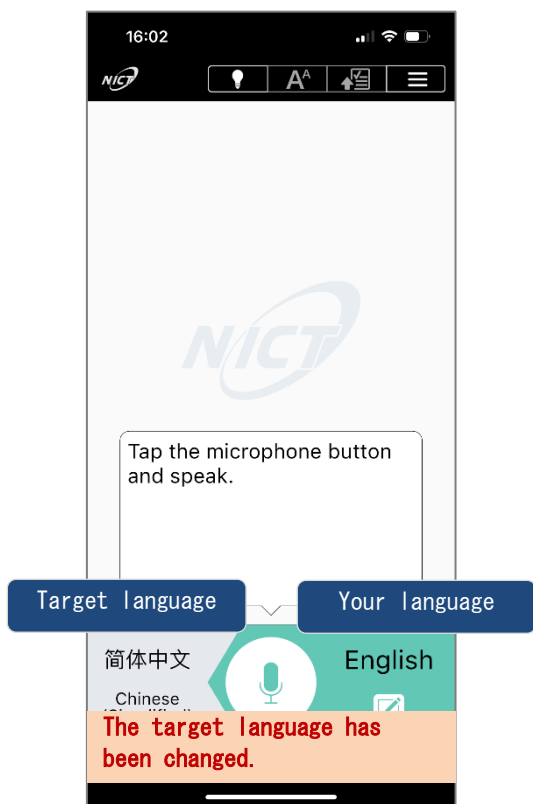 16:02
NICT
AA
NICT
Tap the microphone button
and speak.
Target language
Your language
简体中文
English
Chinese
The target language has
been changed.